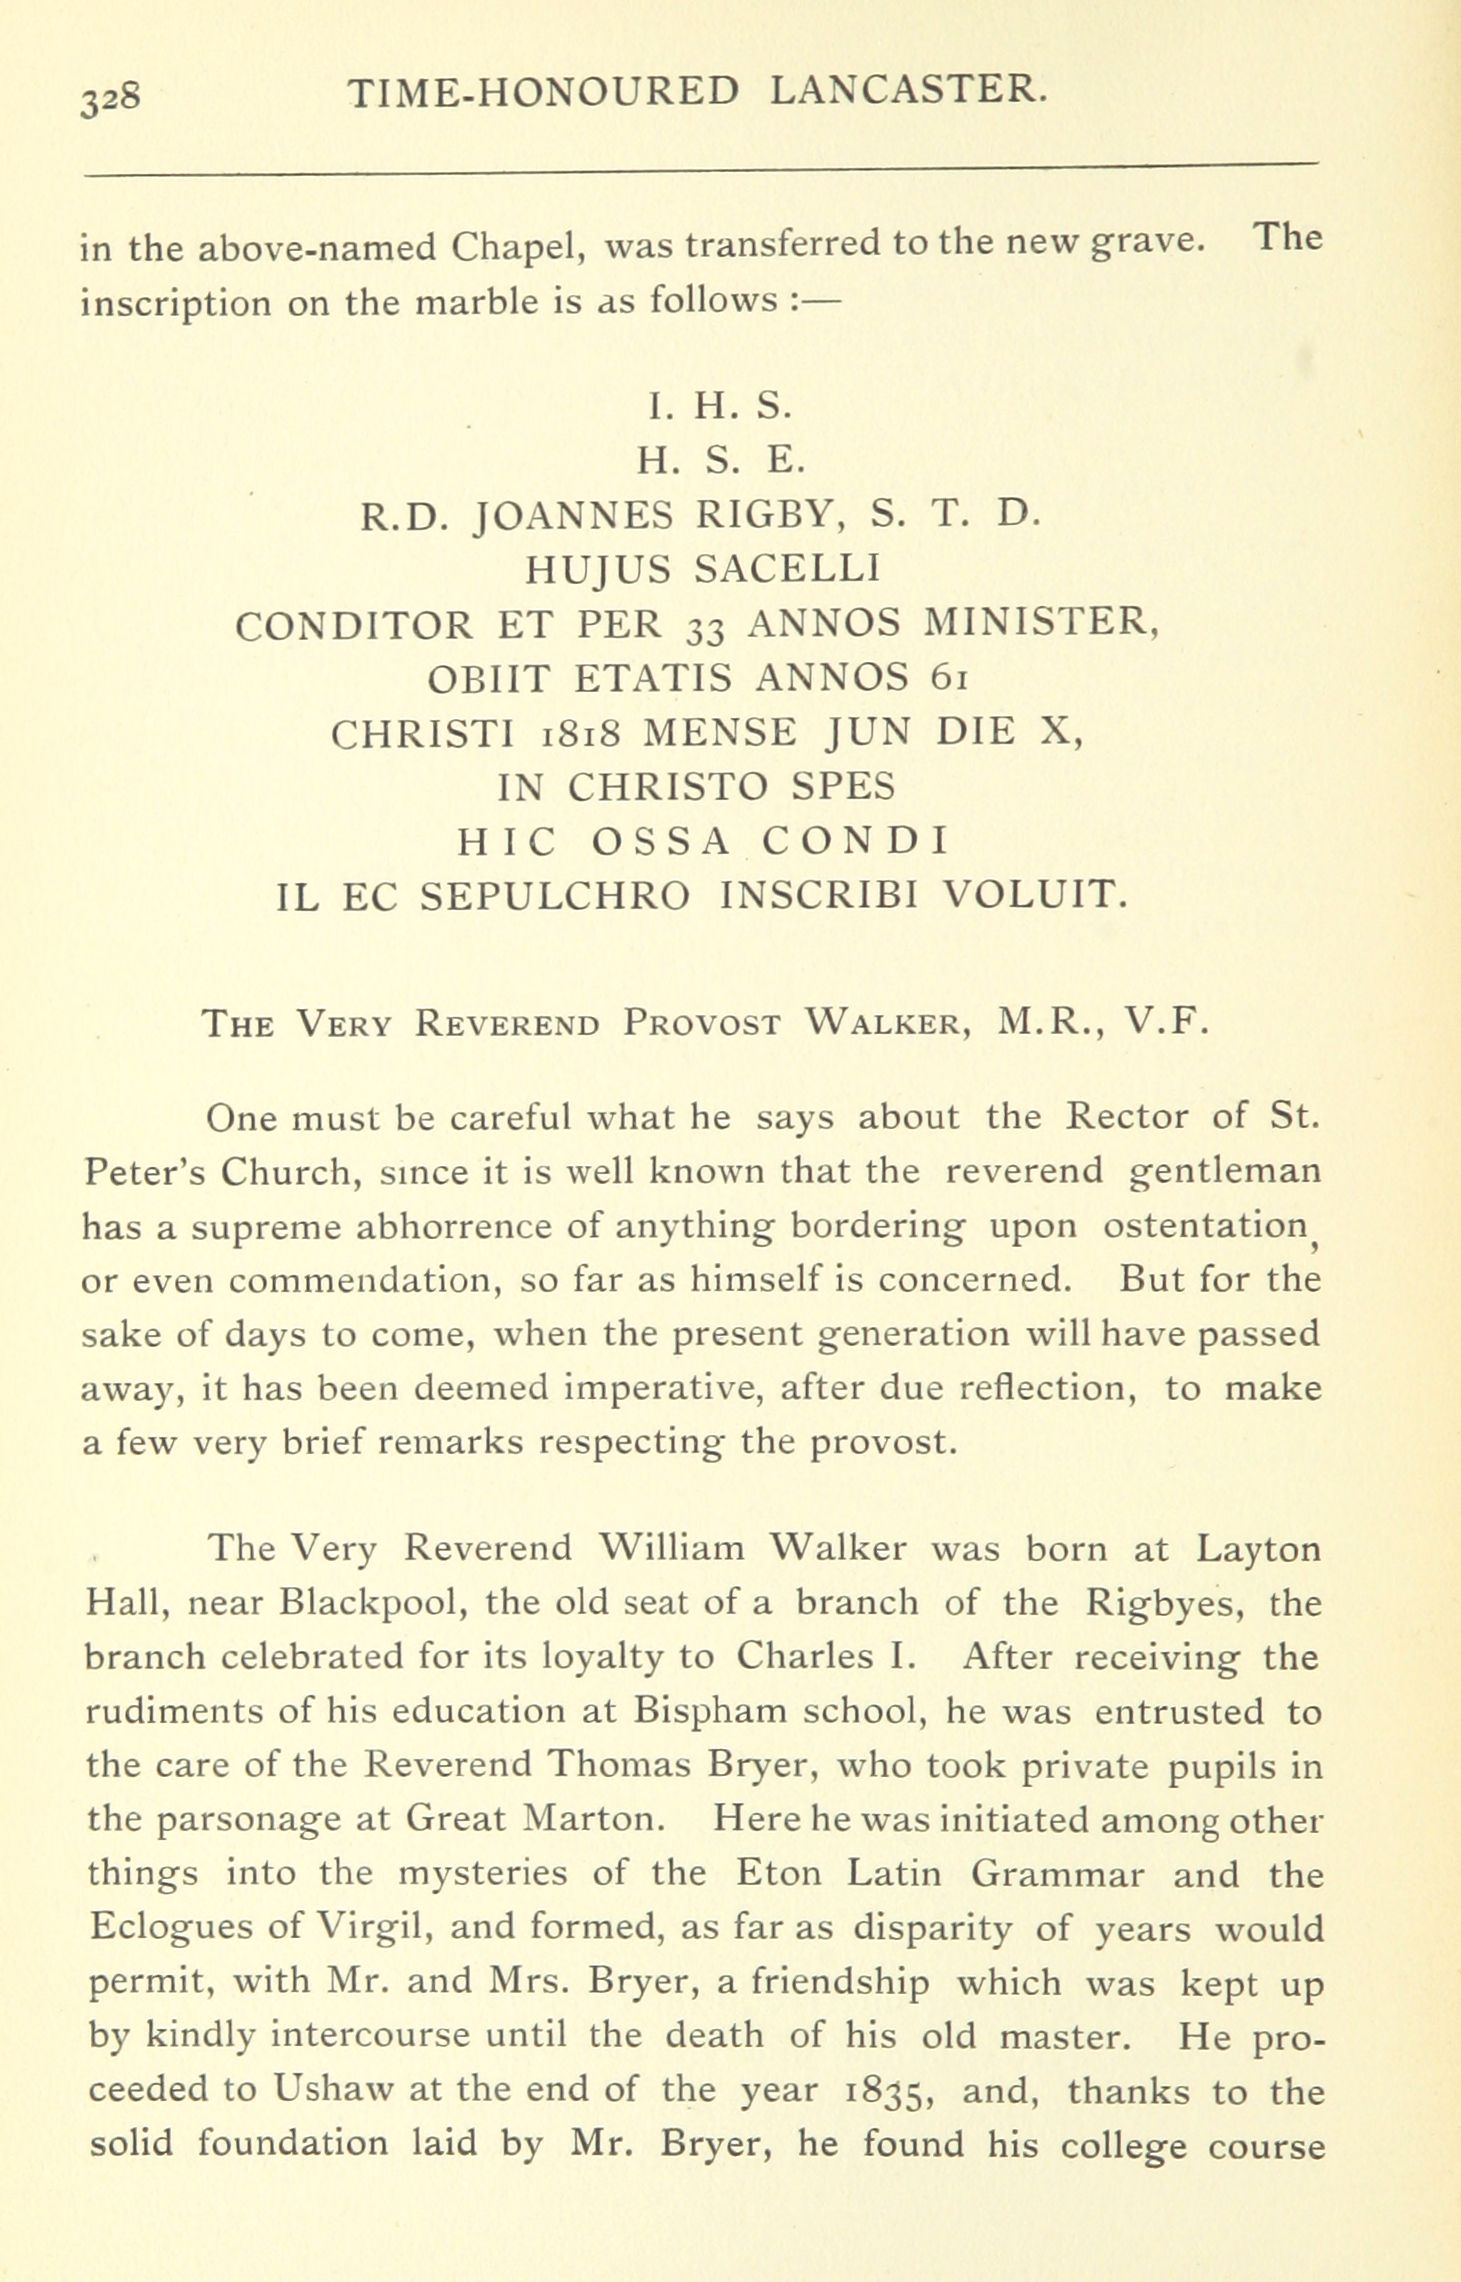 328 TIME-HONOURED LANCASTER.
in the above-named Chapel, was transferred to the new grave. The
inscription on the marble is as follows :—
I. H. S.
H. S. E.
R.D. JOANNES RIGBY, S. T. D.
HUJUS SACELLI
CONDITOR ET PER 33 ANNOS MINISTER,
OBIIT ETATIS ANNOS 61
CHRISTI 1818 MENSE JUN DIE X,
IN CHRISTO SPES
HIC OSSA CONDI
IL EC SEPULCHRO INSCRIBI VOLUIT.
THE VERY REVEREND PROVOST WALKER, M.R., V.F.
One must be careful what he says about the Rector of St.
Peter's Church, since it is well known that the reverend gentleman
has a supreme abhorrence of anything bordering upon ostentation,
or even commendation, so far as himself is concerned. But for the
sake of days to come, when the present generation will have passed
away, it has been deemed imperative, after due reflection, to make
a few very brief remarks respecting the provost.
The Very Reverend William Walker was born at Layton
Hall, near Blackpool, the old seat of a branch of the Rigbyes, the
branch celebrated for its loyalty to Charles I. After receiving the
rudiments of his education at Bispham school, he was entrusted to
the care of the Reverend Thomas Bryer, who took private pupils in
the parsonage at Great Marton. Here he was initiated among other
things into the mysteries of the Eton Latin Grammar and the
Eclogues of Virgil, and formed, as far as disparity of years would
permit, with Mr. and Mrs. Bryer, a friendship which was kept up
by kindly intercourse until the death of his old master. He pro-
ceeded to Ushaw at the end of the year 1835, and, thanks to the
solid foundation laid by Mr. Bryer, he found his college course